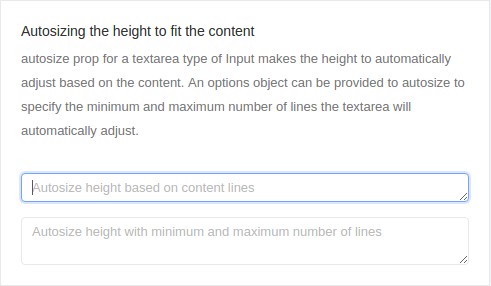 Autosizing the height to fit the content
autosize prop for a textarea type of Input makes the height to automatically
adjust based on the content. An options object can be provided to autosize to
specify the minimum and maximum number of lines the textarea will
automatically adjust.
Autosize height based on content lines
Autosize height with minimum and maximum number of lines